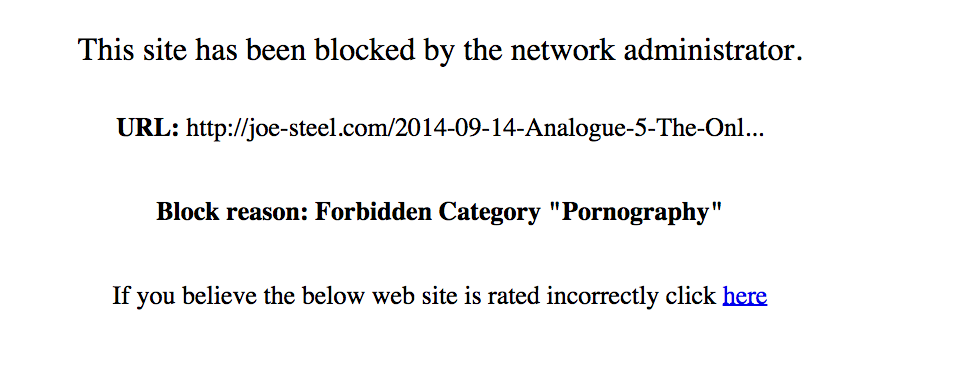 This site has been blocked by the network administrator.
URL: http://joe-steel.com/2014-09-14-Analogue-5-The-Onl...
Block reason: Forbidden Category "Pornography"
If you believe the below web site is rated incorrectly click here